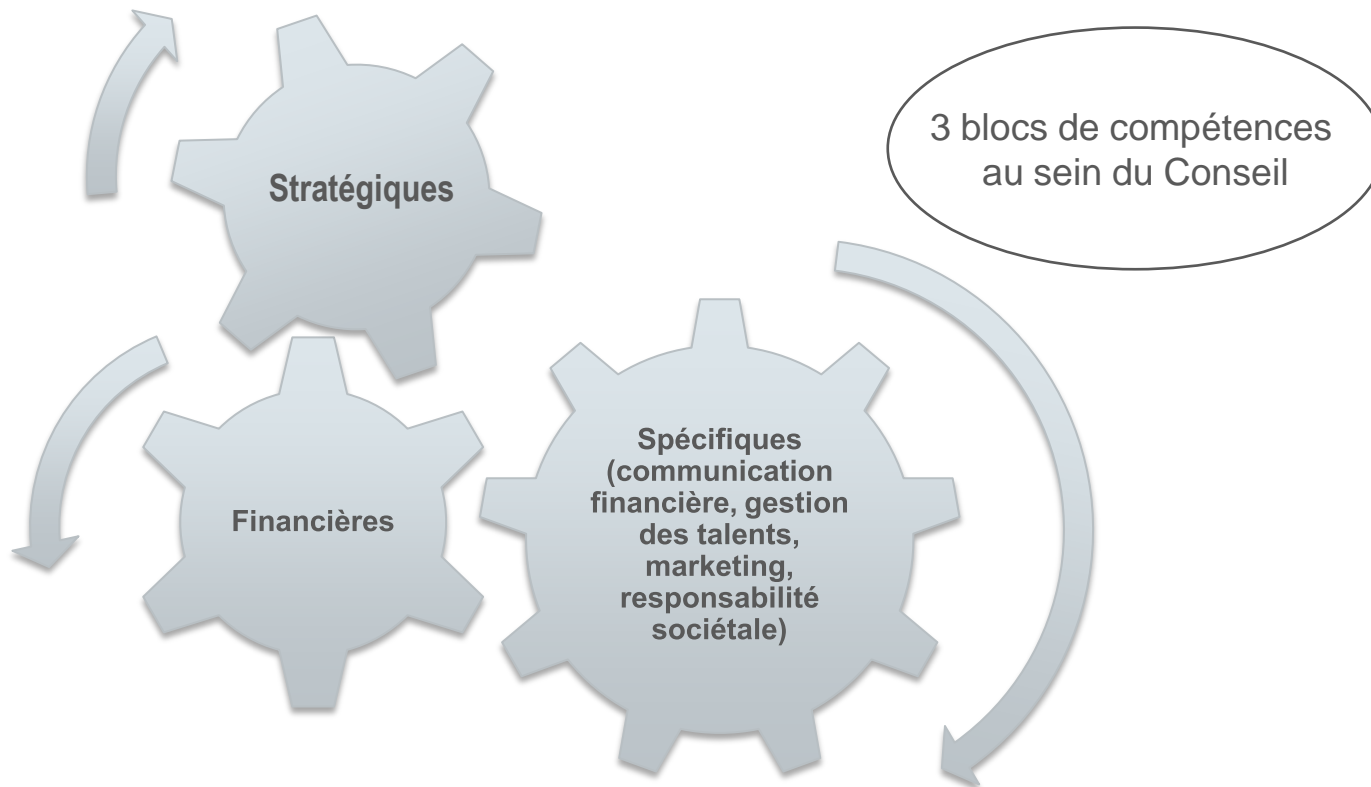 3 blocs de compétences
au sein du Conseil
Stratégiques
Financières
Spécifiques
(communication
financière, gestion
des talents,
marketing,
responsabilité
sociétale)